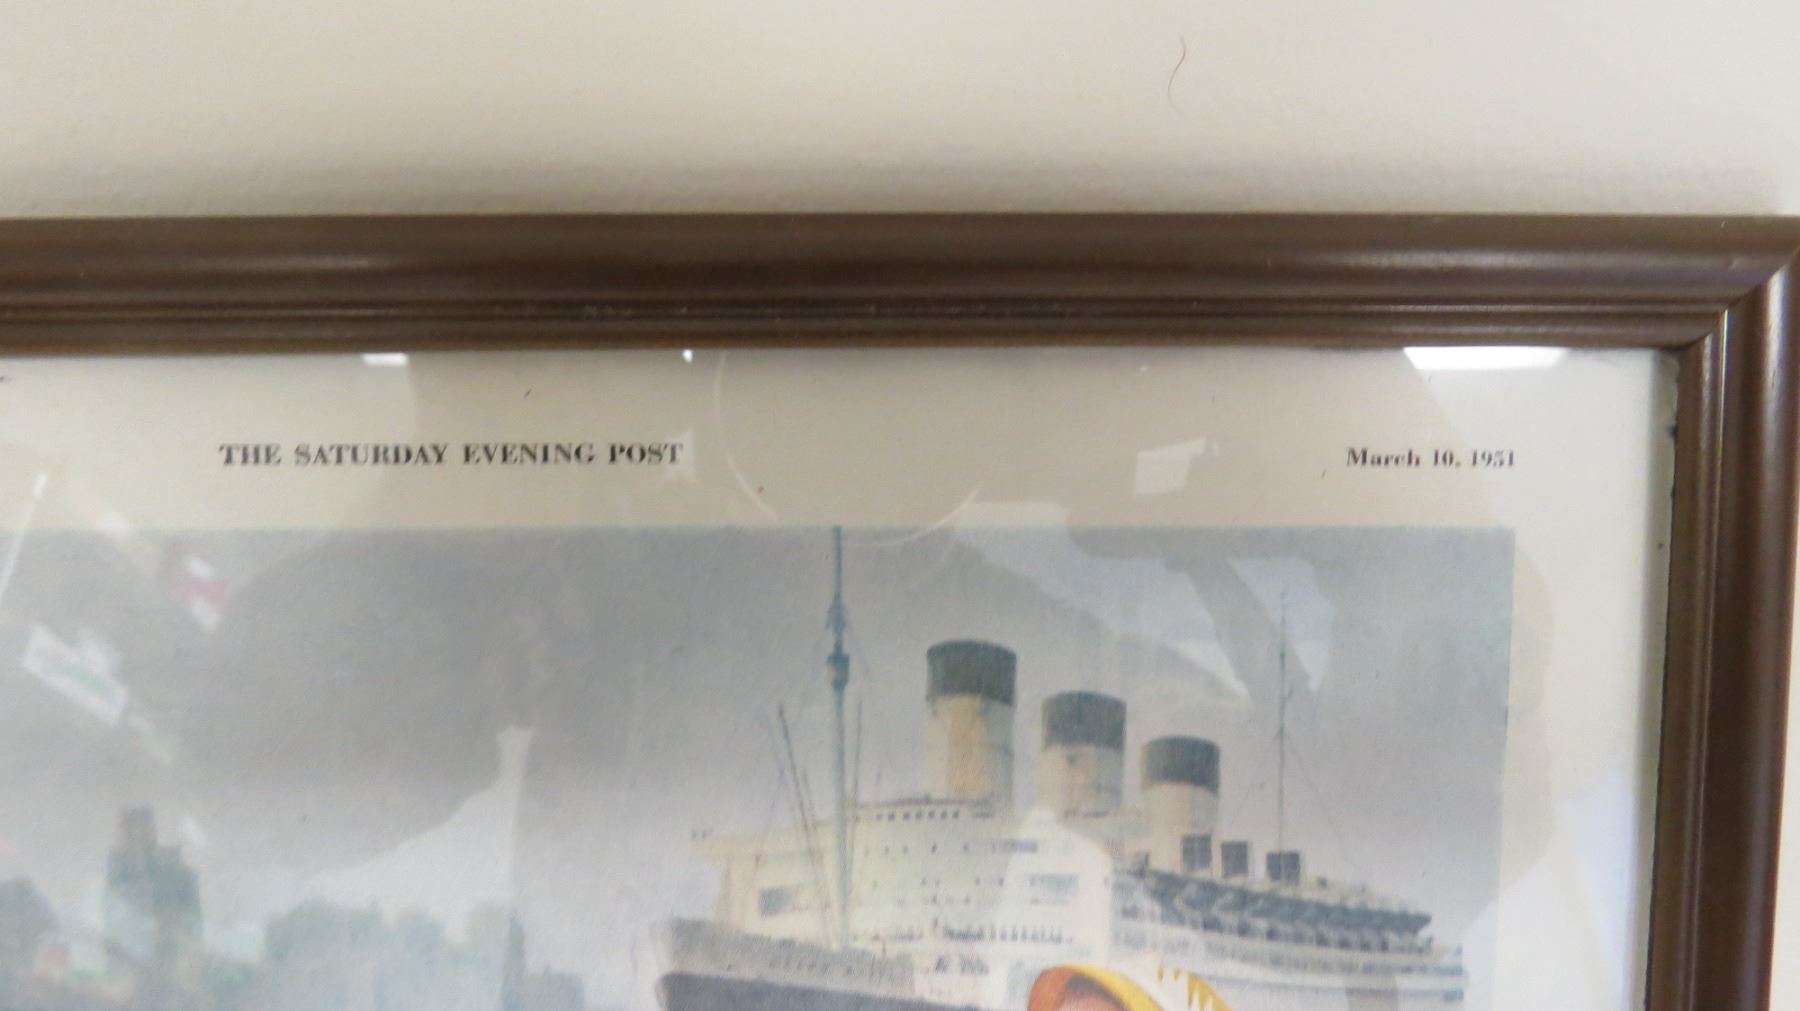 THE SATURDAY EVENING POST
March 10, 1951